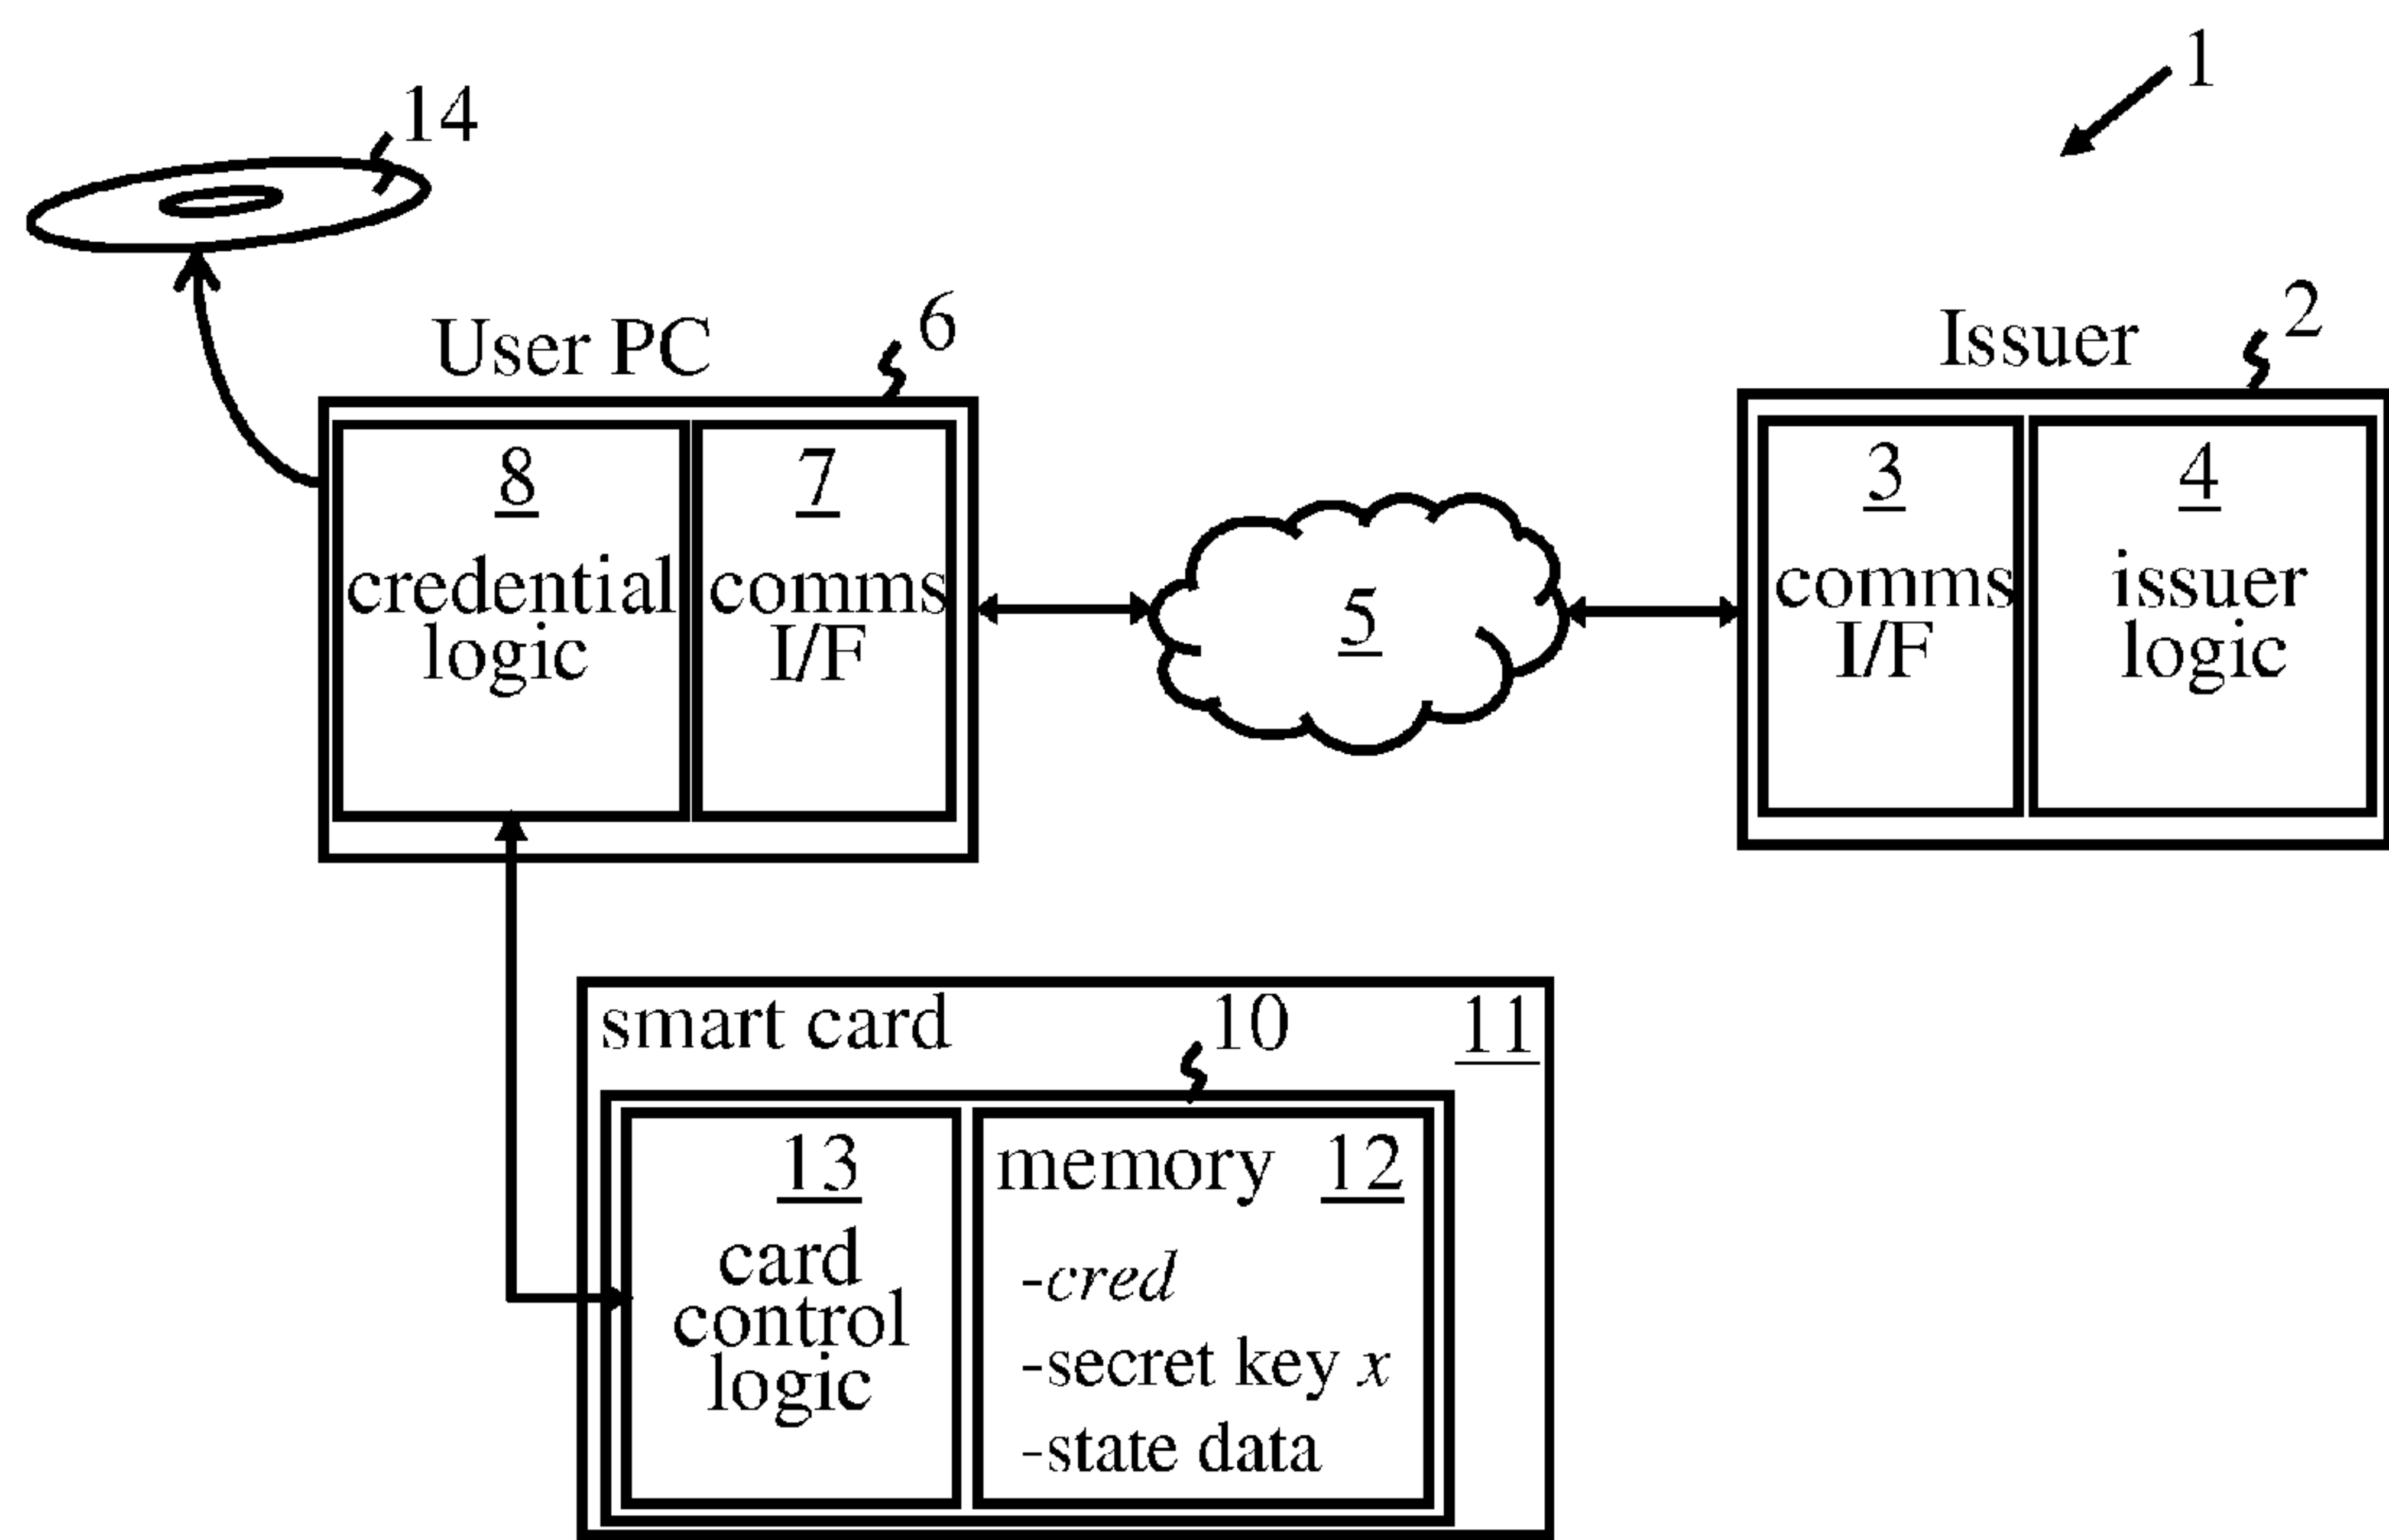 1
14
User PC
6
Issuer
2
8
credential
logic
7
comms
I/F
5
3
comms
I/F
4
issuer
logic
smart card
10
11
13
card
control
logic
memory 12
-cred
-secret key x
-state data